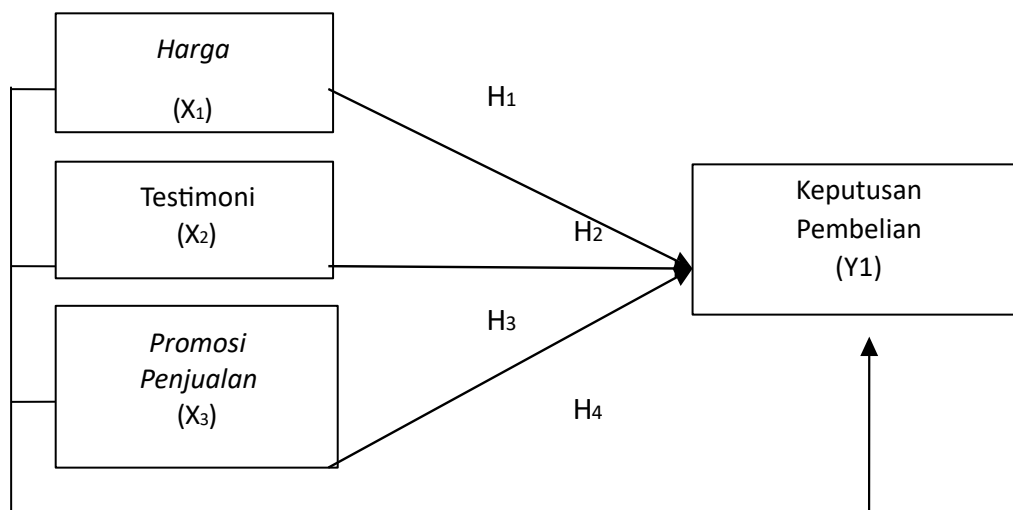 Harga
(X₁)
H₁
Testimoni
(X₂)
H₂
Keputusan
Pembelian
(Y1)
Promosi
Penjualan
(X₃)
H₃
H₄